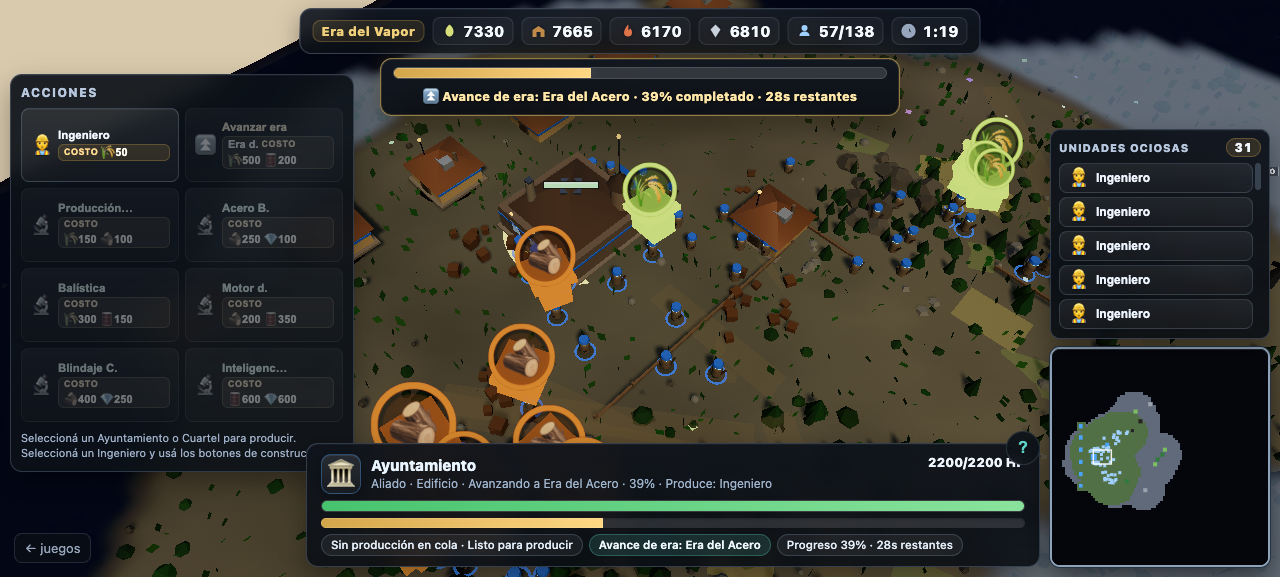 Era del Vapor 7330 7665 6170 6810 57/138 1:19
Avance de era: Era del Acero · 39% completado · 28s restantes
ACCIONES
Ingeniero
COSTO 50
Avanzar era
Era d. COSTO
500 200
Producción...
COSTO
150 100
Acero B.
COSTO
250 100
Balística
COSTO
300 150
Motor d.
COSTO
200 350
Blindaje C.
COSTO
400 250
Inteligenc...
COSTO
600 600
Seleccioná un Ayuntamiento o Cuartel para producir.
Seleccioná un Ingeniero y usá los botones de construc
← juegos
UNIDADES OCIOSAS 31
Ingeniero
Ingeniero
Ingeniero
Ingeniero
Ingeniero
?
Ayuntamiento
2200/2200
Aliado · Edificio · Avanzando a Era del Acero · 39% · Produce: Ingeniero
Sin producción en cola · Listo para producir
Avance de era: Era del Acero
Progreso 39% · 28s restantes